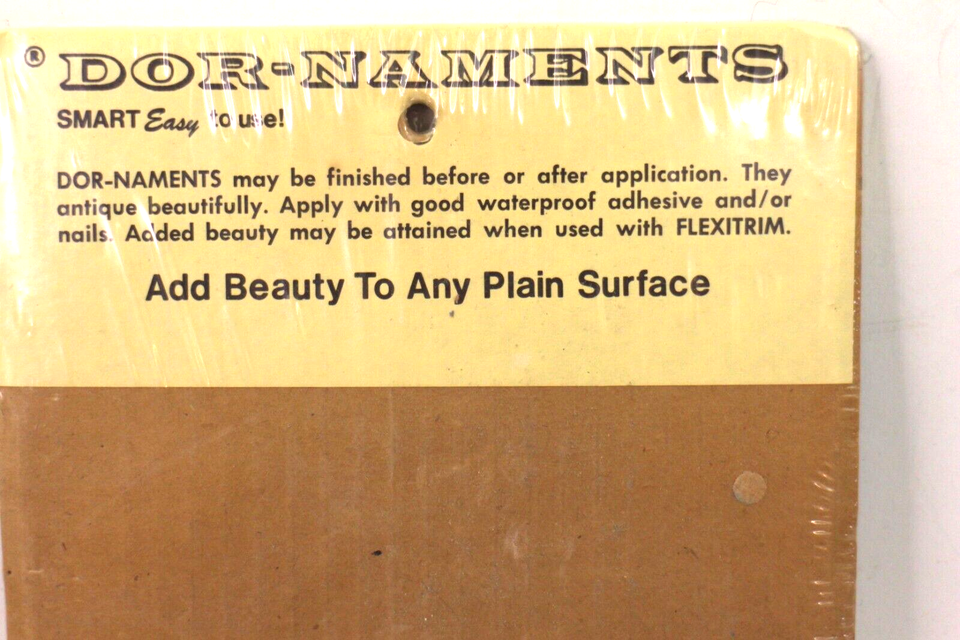 ® DOR-NAMENTS
SMART Easy to use!
DOR-NAMENTS may be finished before or after application. They
antique beautifully. Apply with good waterproof adhesive and/or
nails. Added beauty may be attained when used with FLEXITRIM.
Add Beauty To Any Plain Surface